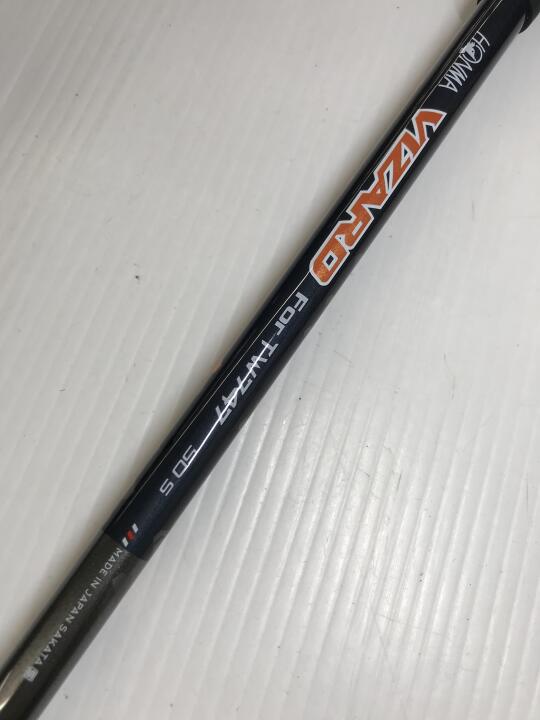 HONMA
VIZARD
For TW747 50 S
MADE IN JAPAN SAKATA